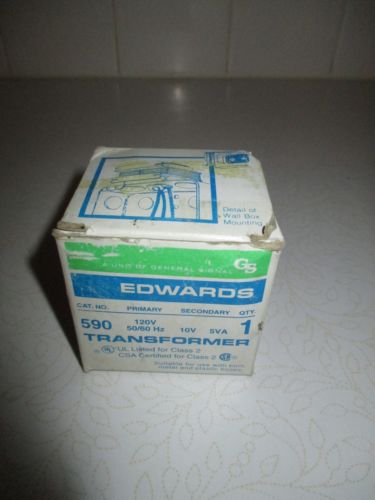 Detail of
Wall Box
Mounting
A UNIT OF GENERAL SIGNAL
GS
EDWARDS
CAT. NO. PRIMARY SECONDARY QTY.
590 120V 50/60 Hz 10V 5VA 1
TRANSFORMER
UL Listed for Class 2
CSA Certified for Class 2
Suitable for use with both
metal and plastic boxes.